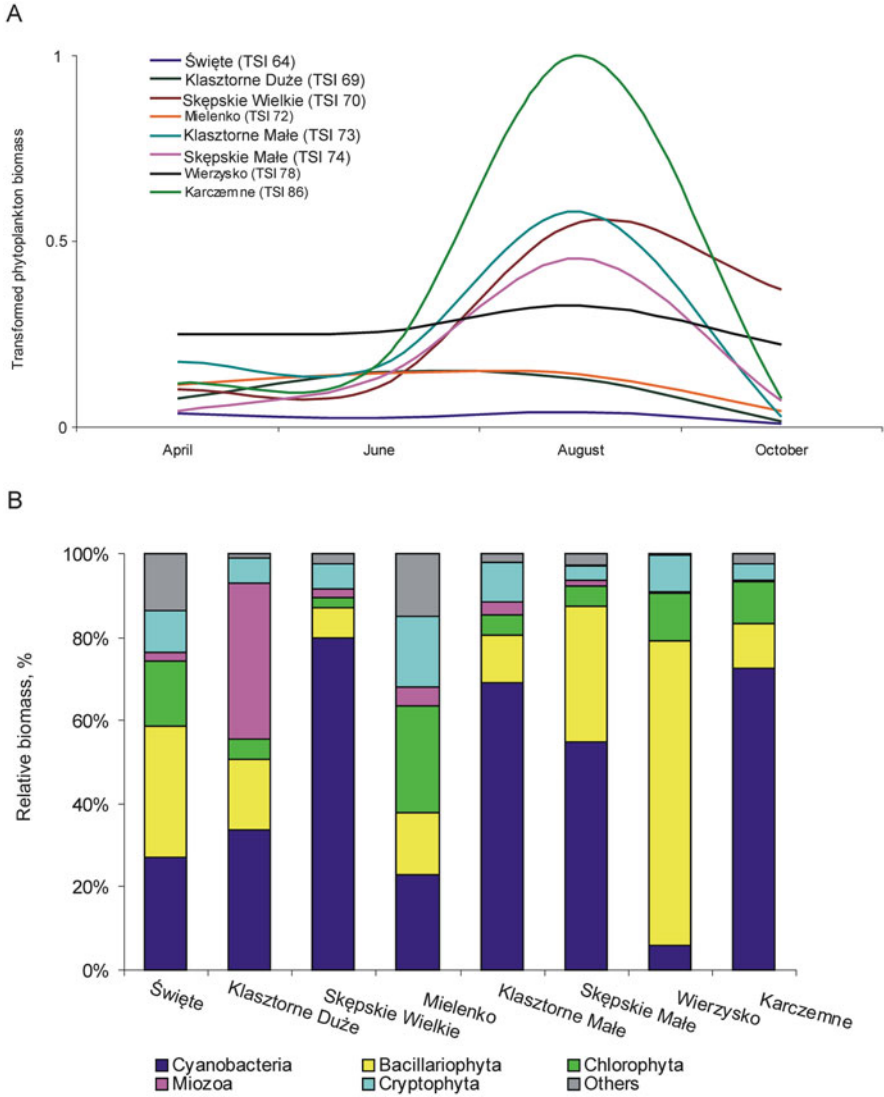 A
Transformed phytoplankton biomass
1
0.5
0
Święte (TSI 64)
Klasztorne Duże (TSI 69)
Skępskie Wielkie (TSI 70)
Mielenko (TSI 72)
Klasztorne Małe (TSI 73)
Skępskie Małe (TSI 74)
Wierzysko (TSI 78)
Karczemne (TSI 86)
April June August October
B
Relative biomass, %
100%
80%
60%
40%
20%
0%
Święte Klasztorne Duże Skępskie Wielkie Mielenko Klasztorne Małe Skępskie Małe Wierzysko Karczemne
Cyanobacteria Bacillariophyta Chlorophyta
Miozoa Cryptophyta Others